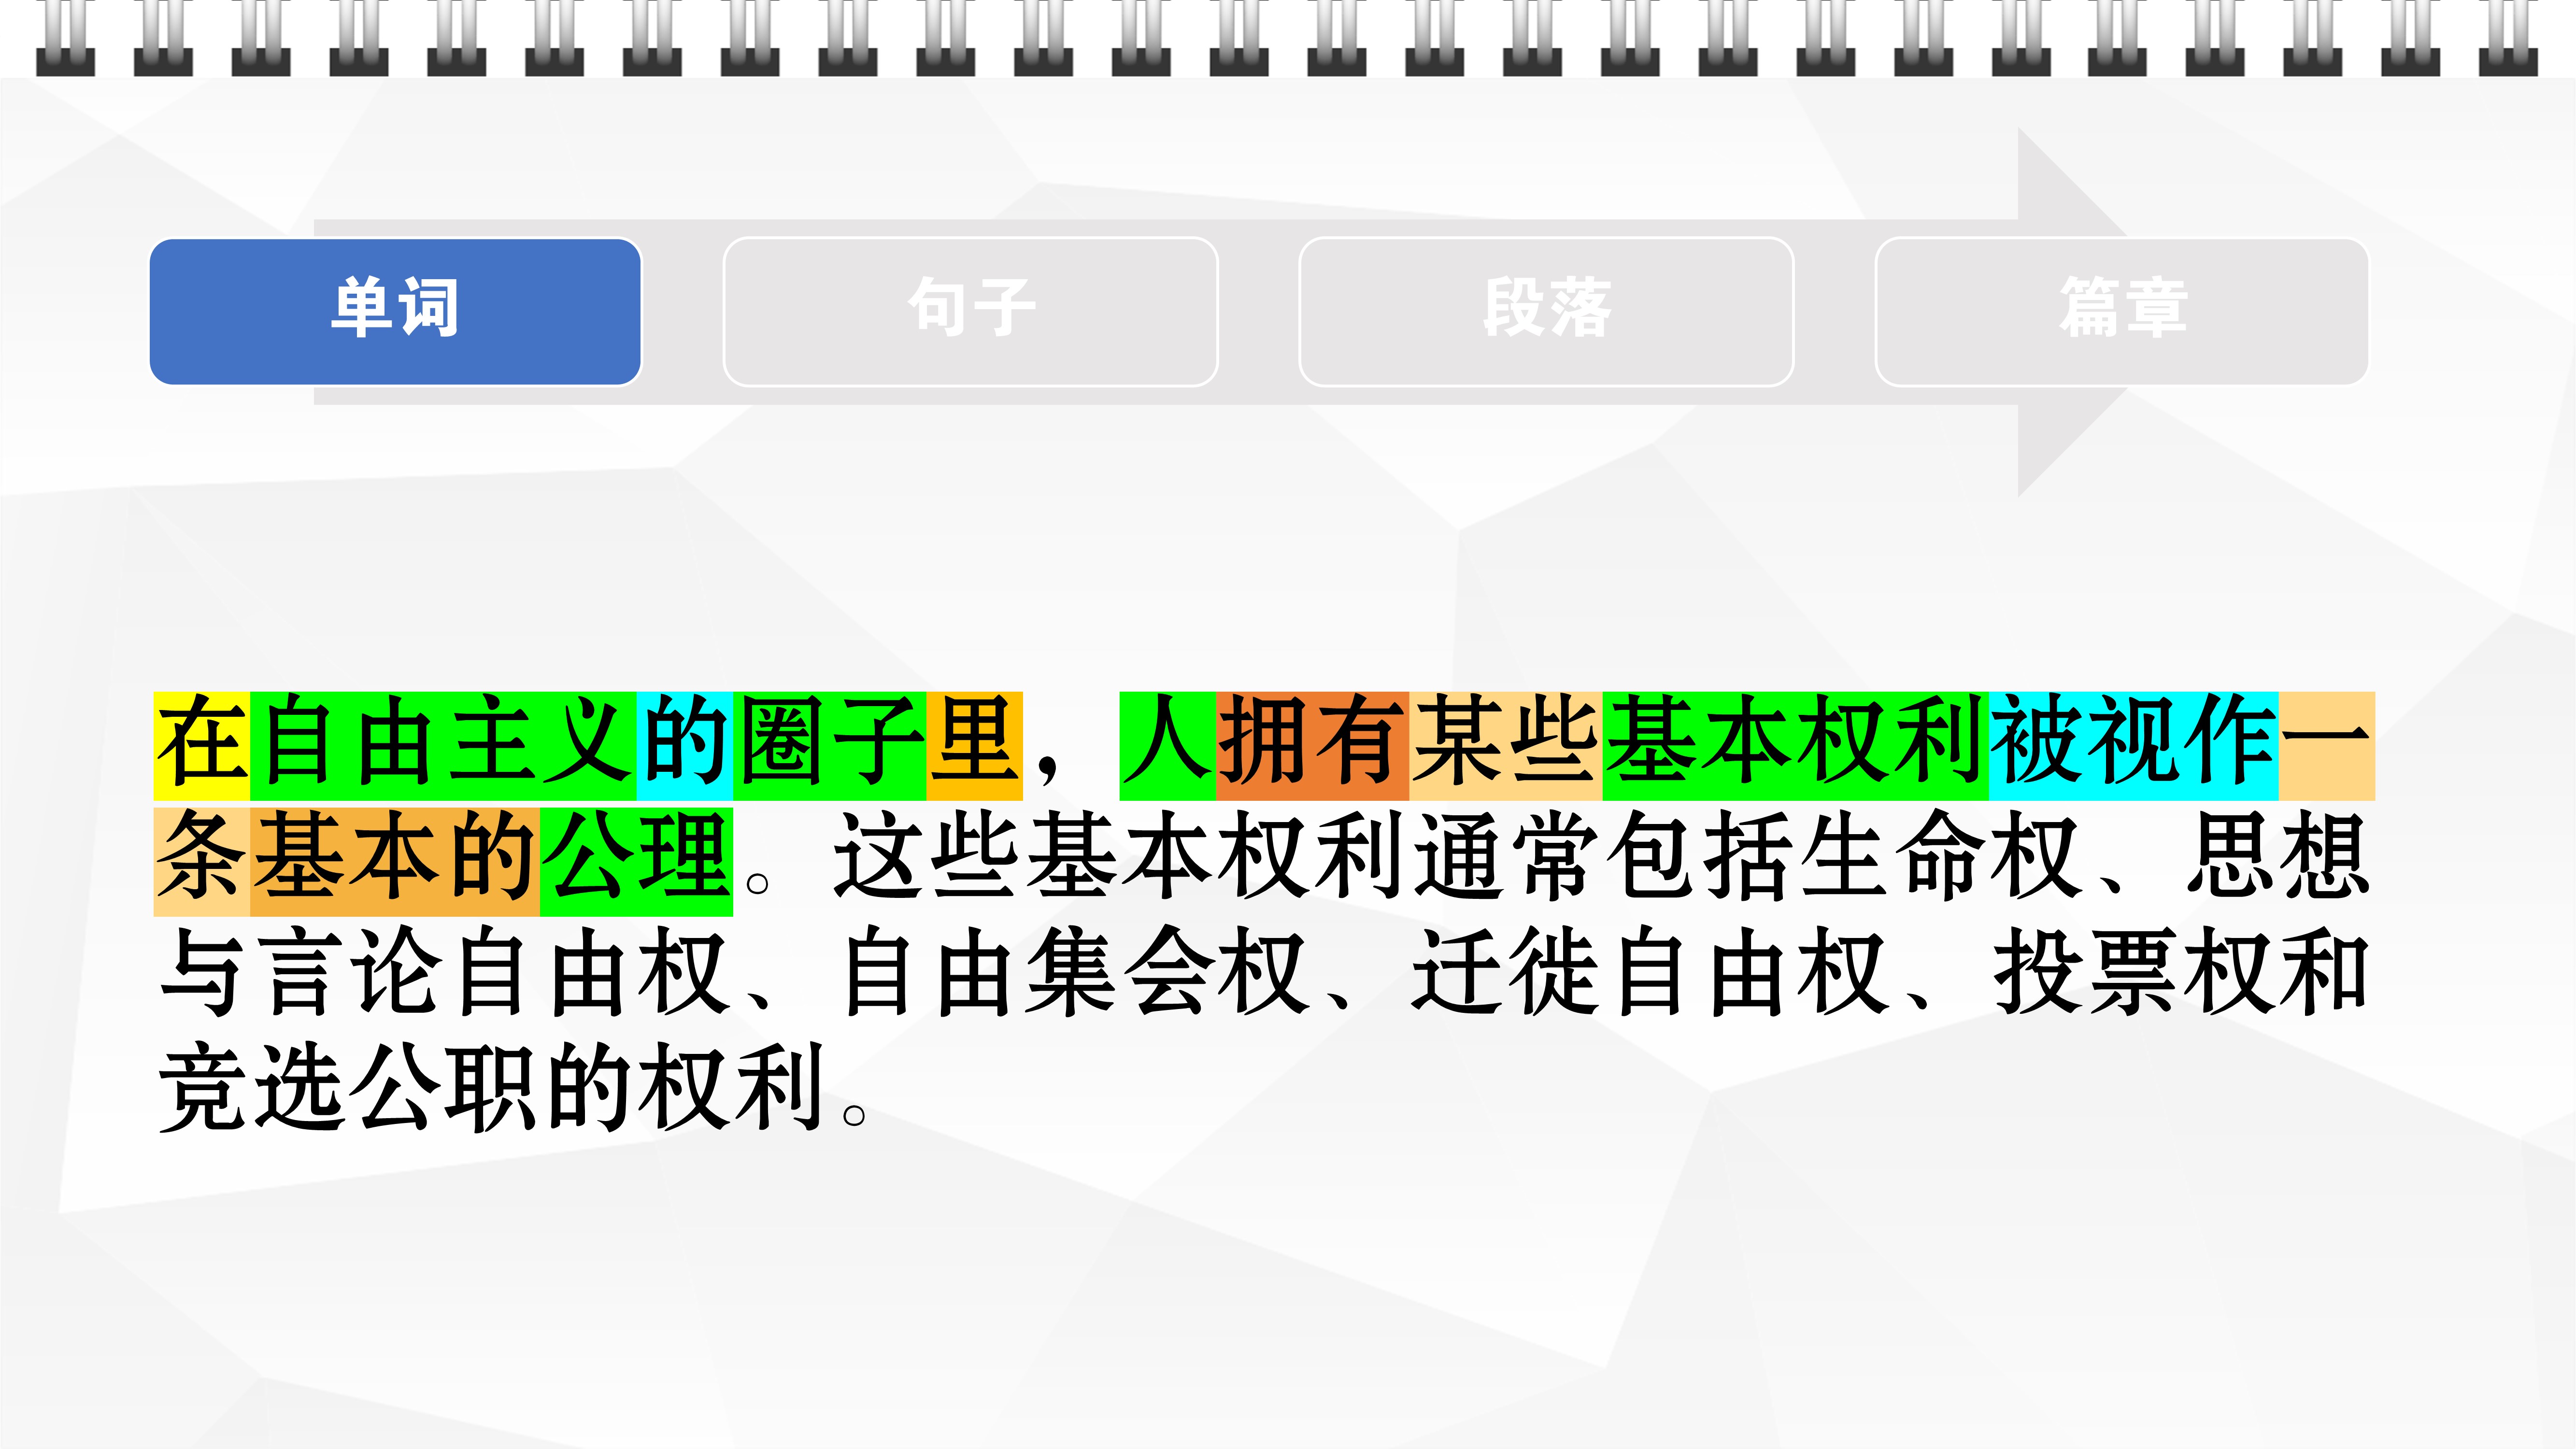 单词
句子
段落
篇章
在自由主义的圈子里，人拥有某些基本权利被视作一
条基本的公理。这些基本权利通常包括生命权、思想
与言论自由权、自由集会权、迁徙自由权、投票权和
竞选公职的权利。